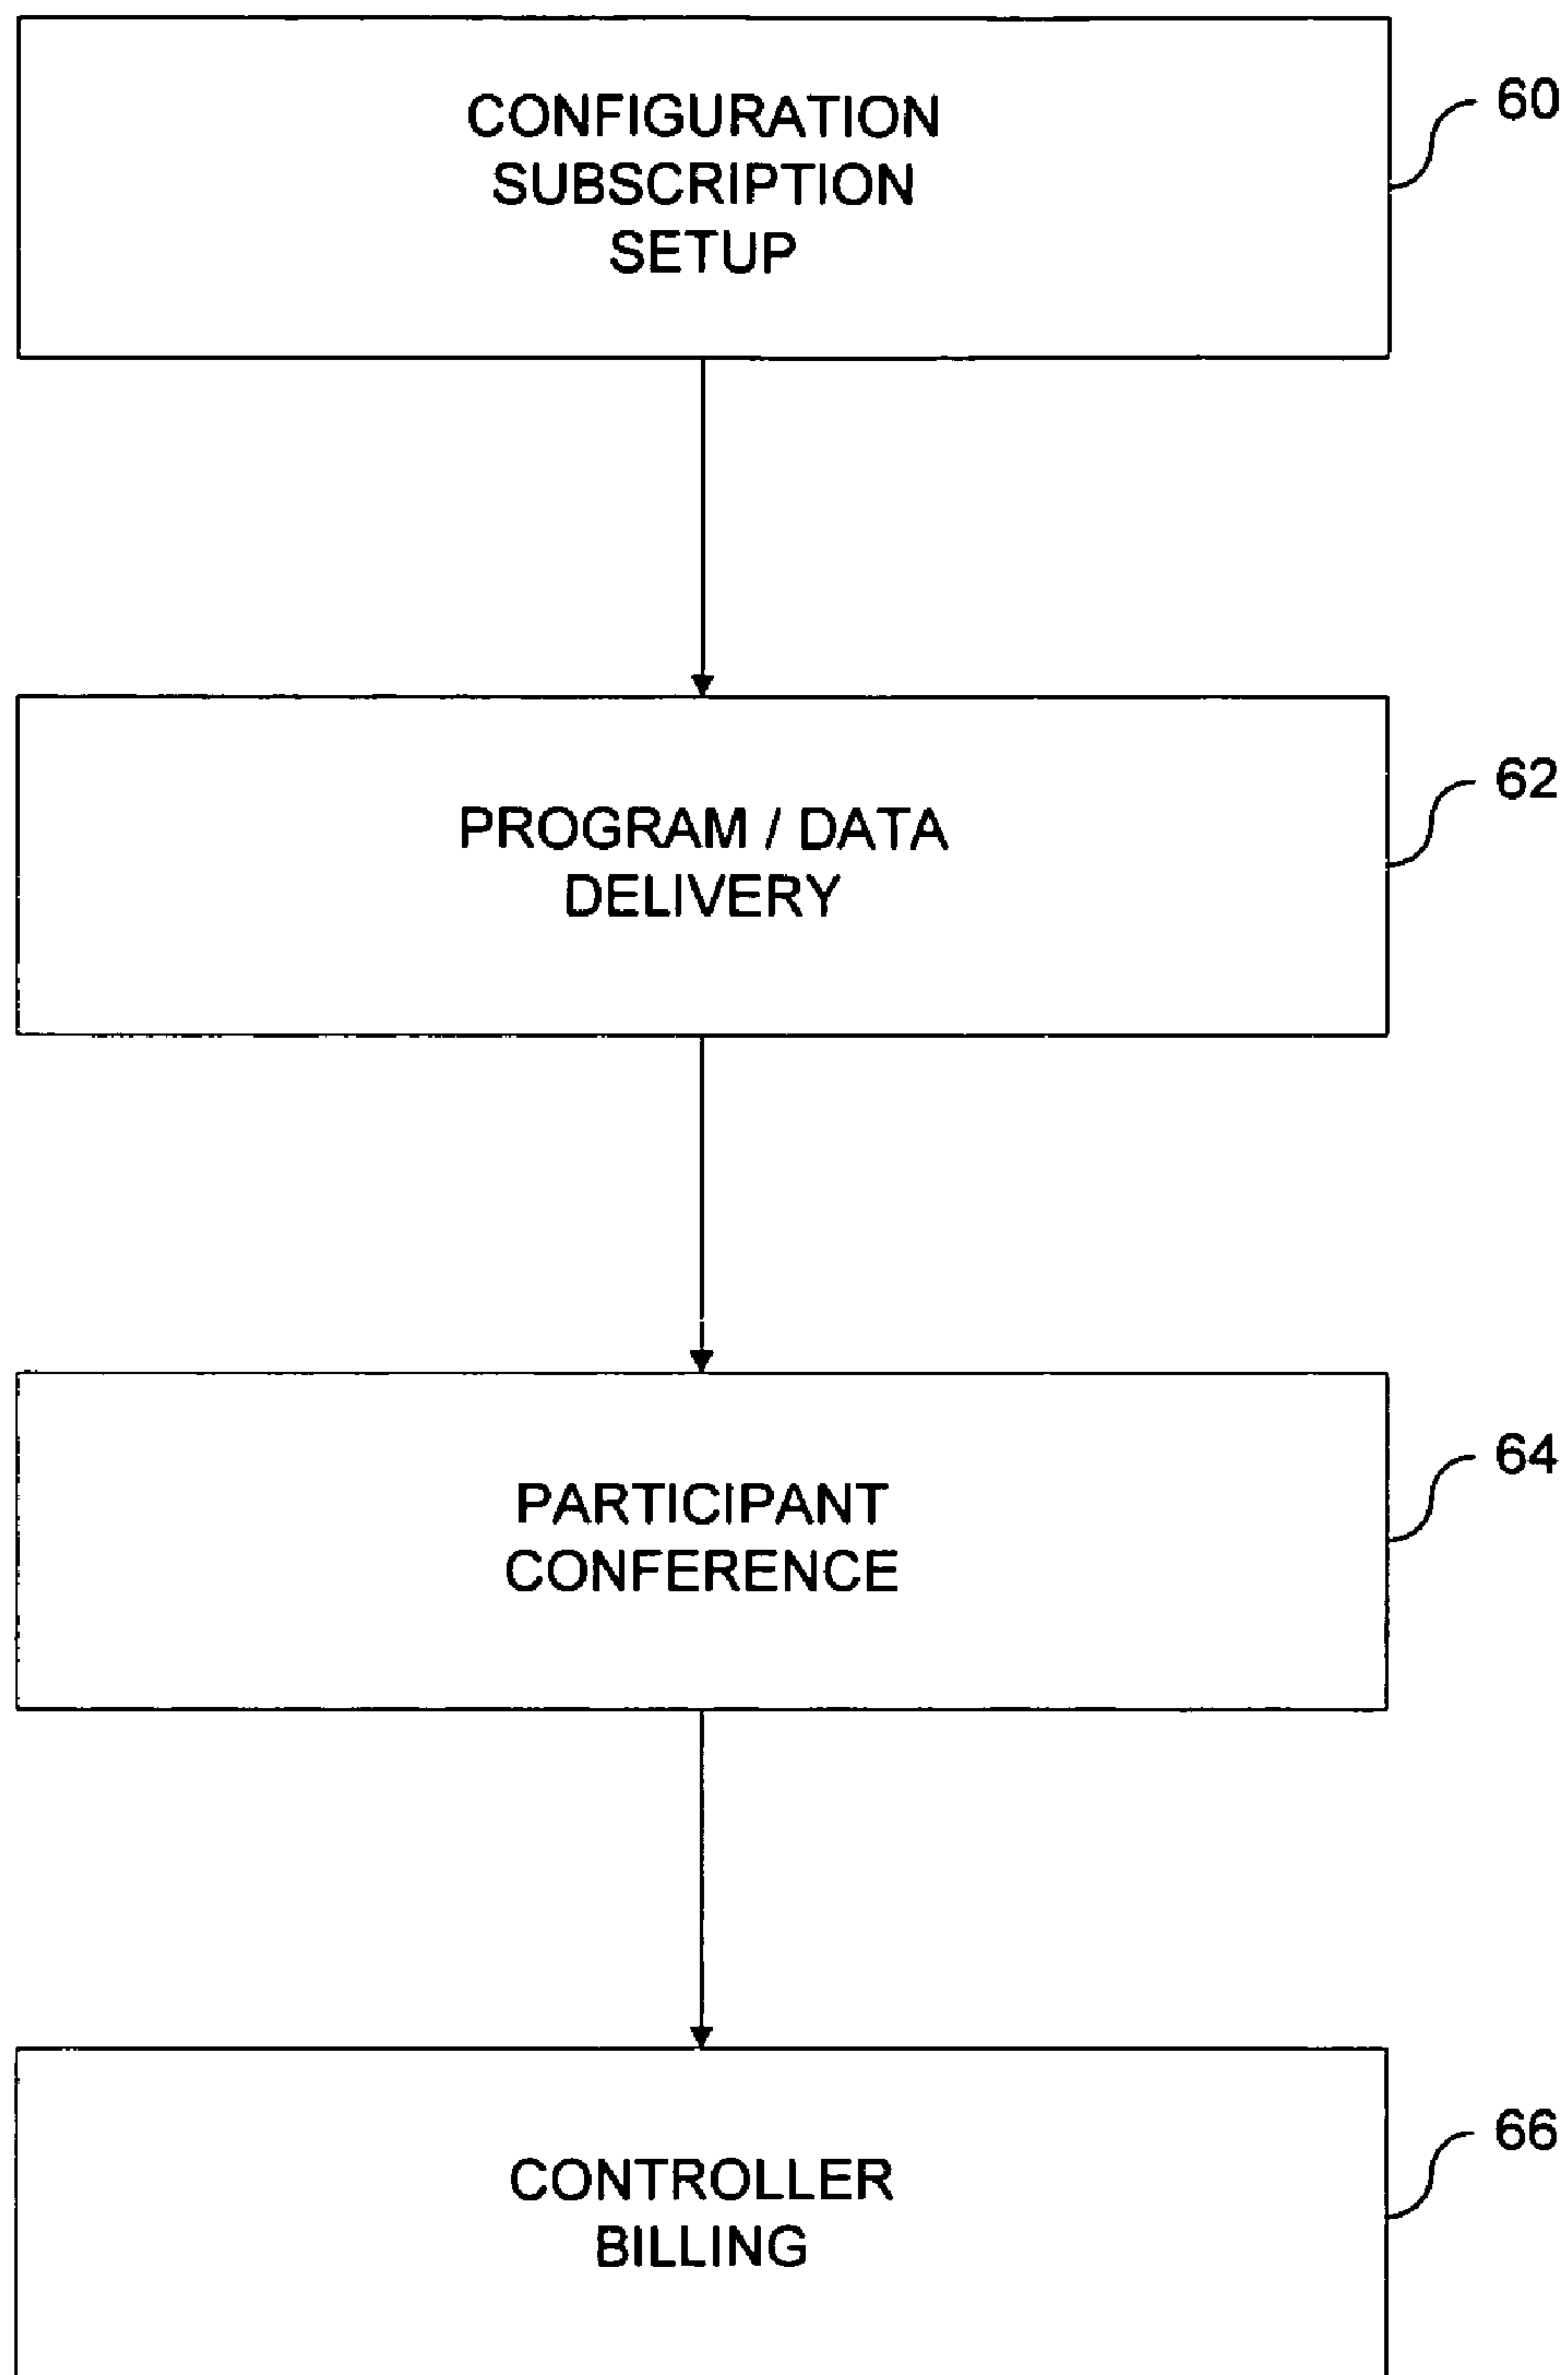 CONFIGURATION
SUBSCRIPTION
SETUP
60
PROGRAM / DATA
DELIVERY
62
PARTICIPANT
CONFERENCE
64
CONTROLLER
BILLING
66